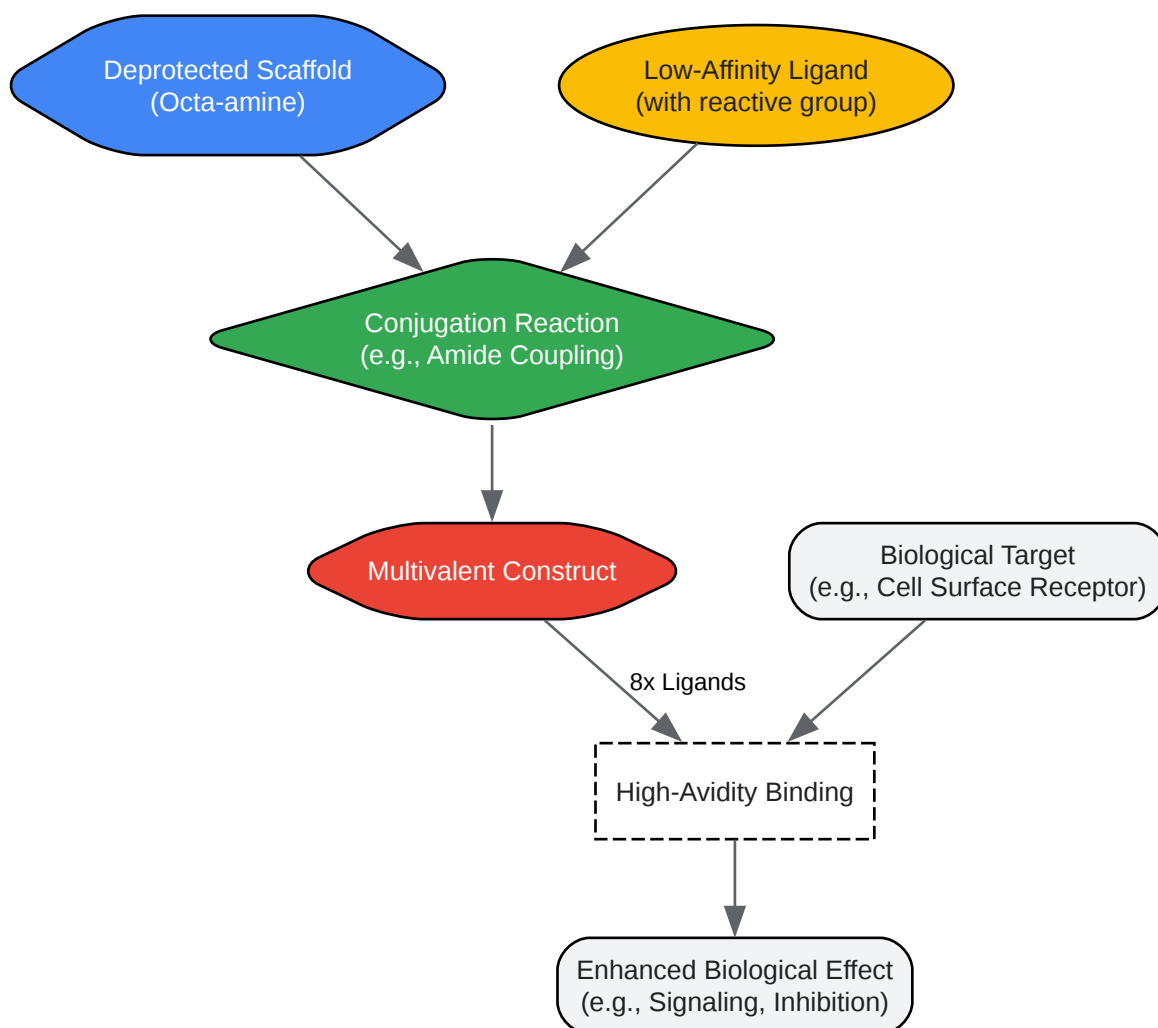 Deprotected Scaffold
(Octa-amine)
Low-Affinity Ligand
(with reactive group)
Conjugation Reaction
(e.g., Amide Coupling)
Multivalent Construct
Biological Target
(e.g., Cell Surface Receptor)
8x Ligands
High-Avidity Binding
Enhanced Biological Effect
(e.g., Signaling, Inhibition)